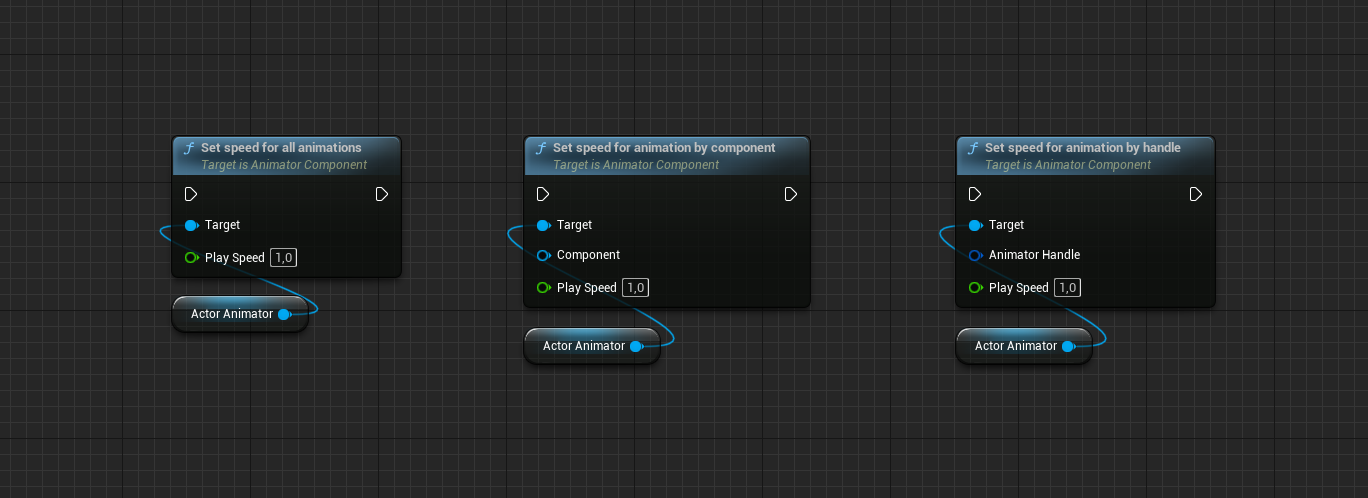 Set speed for all animations
Target is Animator Component
Target
Play Speed 1,0
Actor Animator
Set speed for animation by component
Target is Animator Component
Target
Component
Play Speed 1,0
Actor Animator
Set speed for animation by handle
Target is Animator Component
Target
Animator Handle
Play Speed 1,0
Actor Animator